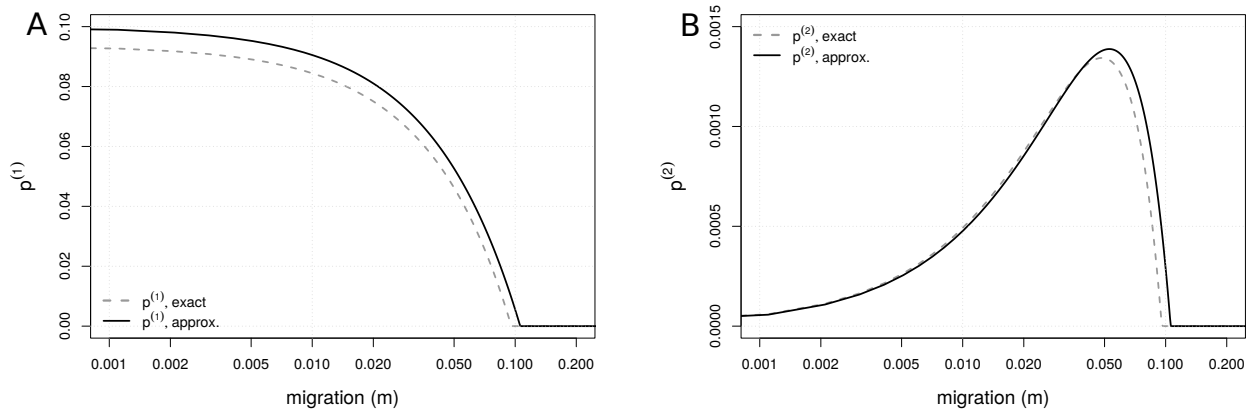 A
p(1)
0.10
0.08
0.06
0.04
0.02
0.00
p(1), exact
p(1), approx.
0.001 0.002 0.005 0.010 0.020 0.050 0.100 0.200
migration (m)
B
p(2)
0.0015
0.0010
0.0005
0.0000
p(2), exact
p(2), approx.
0.001 0.002 0.005 0.010 0.020 0.050 0.100 0.200
migration (m)